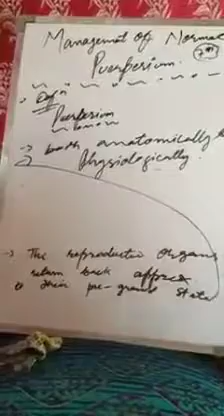 Management Of Normal
Puerperium.
Defn
Puerperium
→ both anatomically &
Physiologically.
→ The reproductive organs
return back approx
to their pre-gravid state